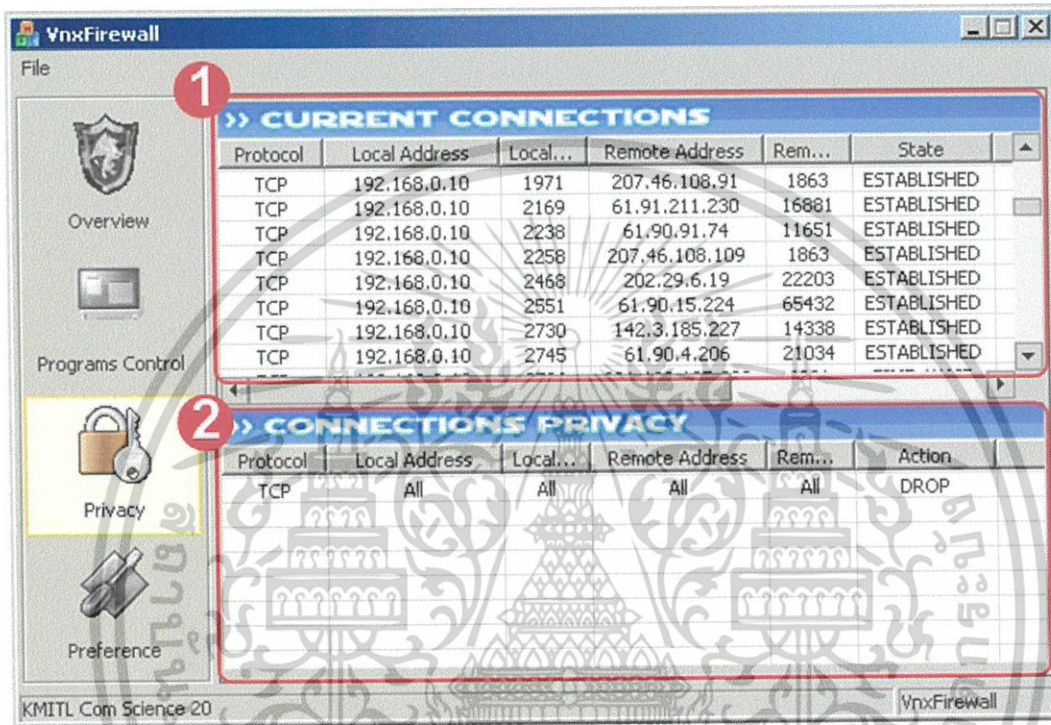 VnxFirewall
File
1
>> CURRENT CONNECTIONS
Protocol Local Address Local... Remote Address Rem... State
TCP 192.168.0.10 1971 207.46.108.91 1863 ESTABLISHED
TCP 192.168.0.10 2169 61.91.211.230 16881 ESTABLISHED
TCP 192.168.0.10 2238 61.90.91.74 11651 ESTABLISHED
TCP 192.168.0.10 2258 207.46.108.109 1863 ESTABLISHED
TCP 192.168.0.10 2468 202.29.6.19 22203 ESTABLISHED
TCP 192.168.0.10 2551 61.90.15.224 65432 ESTABLISHED
TCP 192.168.0.10 2730 142.3.185.227 14338 ESTABLISHED
TCP 192.168.0.10 2745 61.90.4.206 21034 ESTABLISHED
Overview
Programs Control
Privacy
Preference
2
>> CONNECTIONS PRIVACY
Protocol Local Address Local... Remote Address Rem... Action
TCP All All All All DROP
KMITL Com Science 20
VnxFirewall